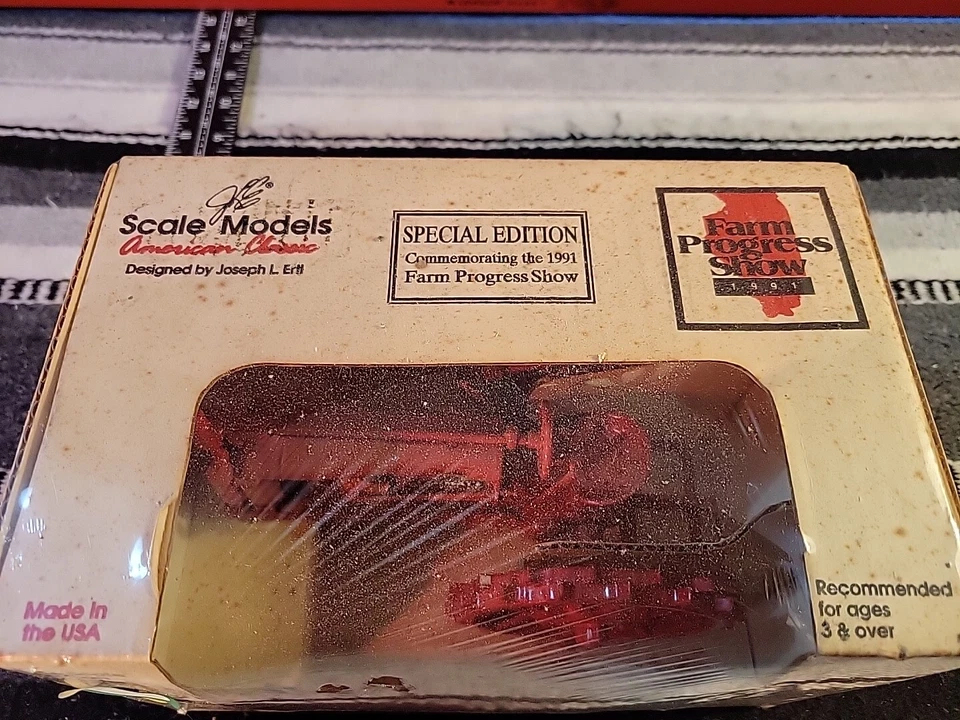 JLE®
Scale Models
American Classic
Designed by Joseph L. Ertl
SPECIAL EDITION
Commemorating the 1991
Farm Progress Show
Farm
Progress
Show
1991
Made in
the USA
Recommended
for ages
3 & over